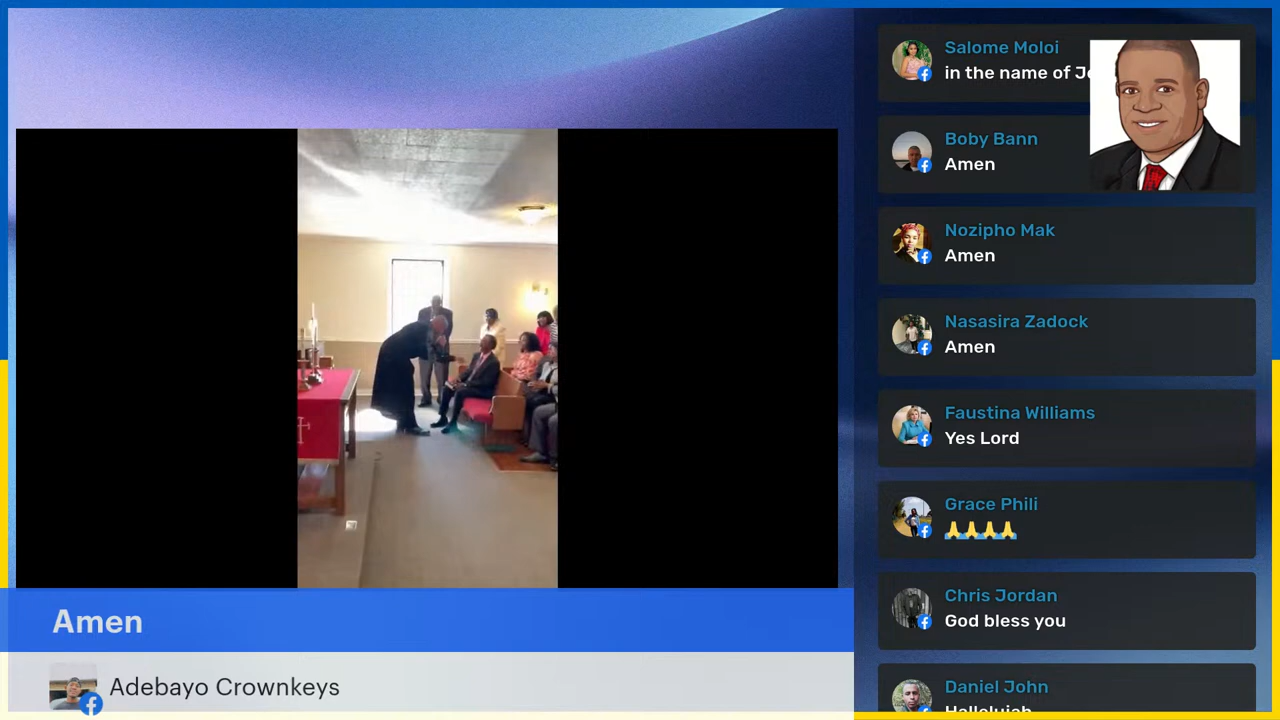 Salome Moloi
in the name of
Boby Bann
Amen
Nozipho Mak
Amen
Nasasira Zadock
Amen
Faustina Williams
Yes Lord
Grace Phili
🙏🙏🙏🙏
Chris Jordan
God bless you
Daniel John
Hallelujah
Amen
Adebayo Crownkeys